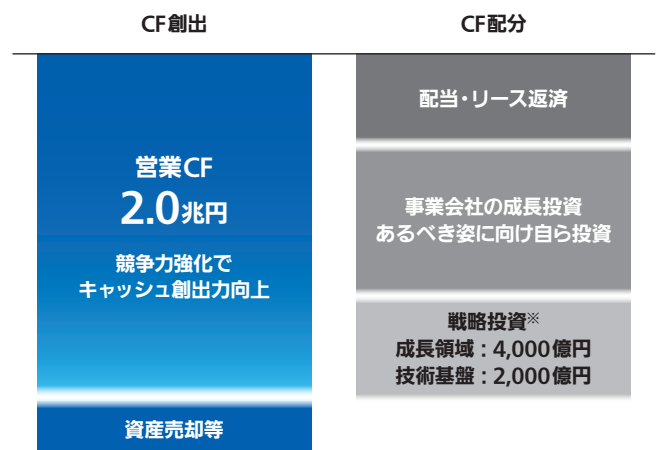 CF創出
CF配分
営業CF
2.0兆円
競争力強化で
キャッシュ創出力向上
資産売却等
配当・リース返済
事業会社の成長投資
あるべき姿に向け自ら投資
戦略投資※
成長領域：4,000億円
技術基盤：2,000億円